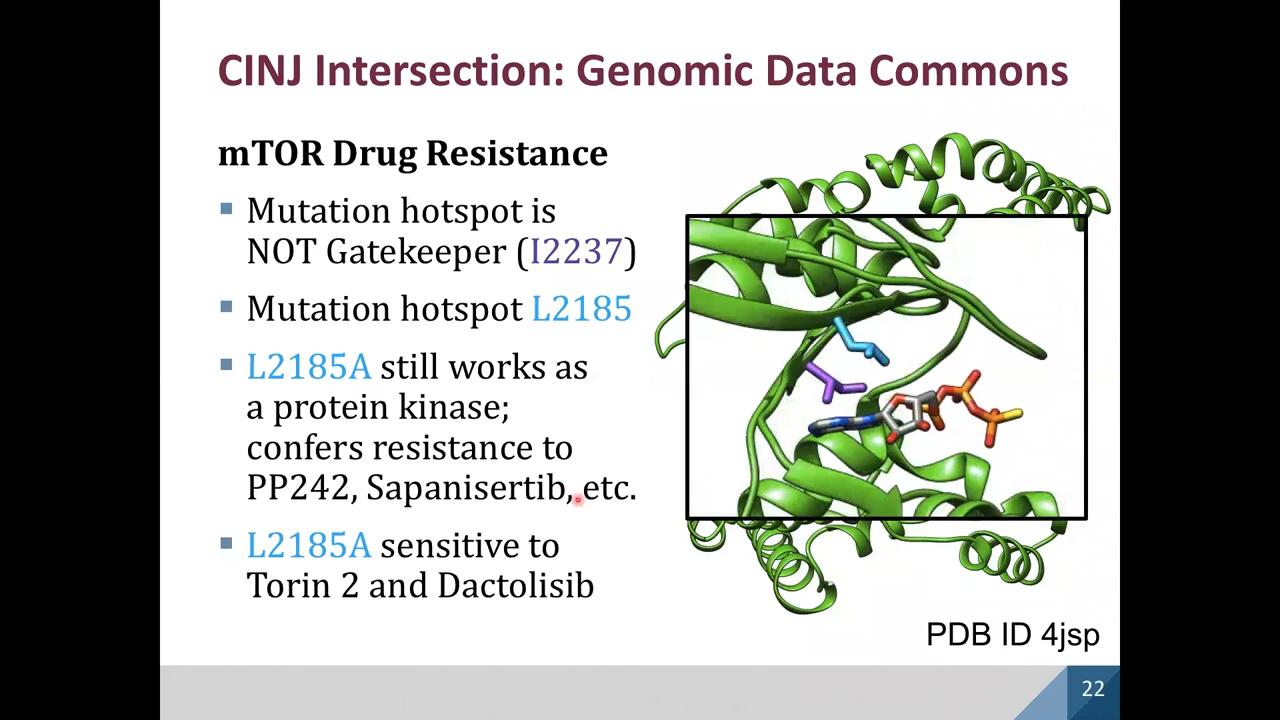 CINJ Intersection: Genomic Data Commons
mTOR Drug Resistance
Mutation hotspot is
NOT Gatekeeper (I2237)
Mutation hotspot L2185
L2185A still works as
a protein kinase;
confers resistance to
PP242, Sapanisertib, etc.
L2185A sensitive to
Torin 2 and Dactolisib
PDB ID 4jsp
22